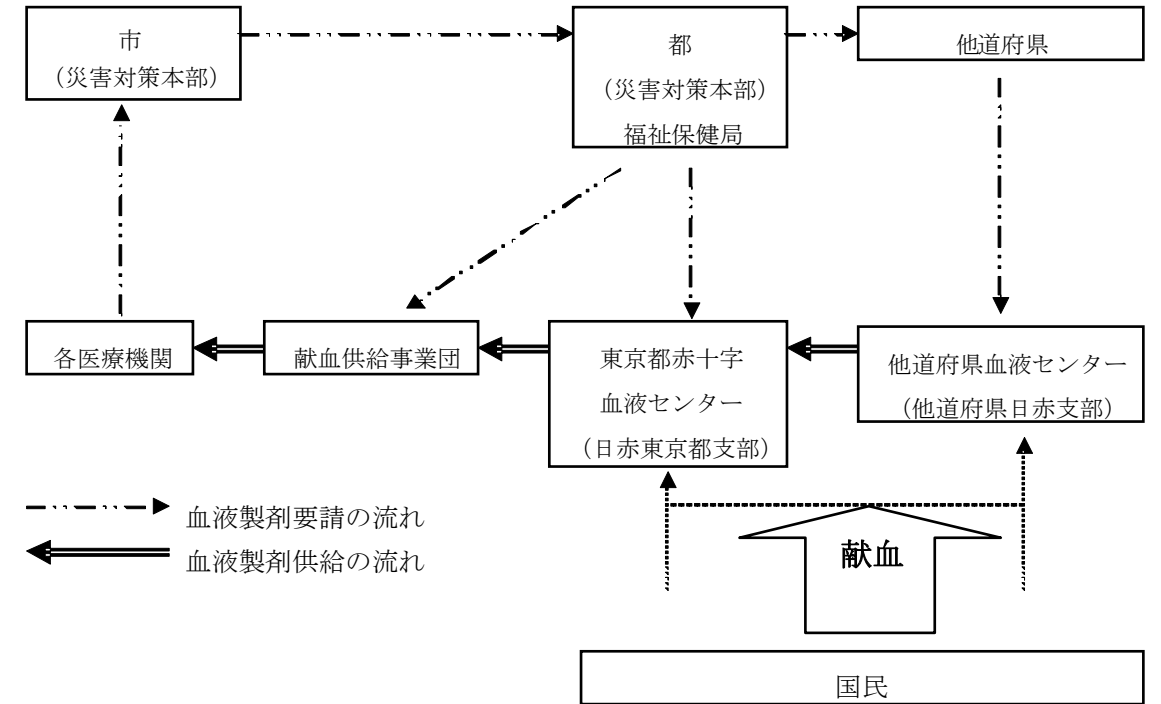 市
（災害対策本部）
都
（災害対策本部）
福祉保健局
他道府県
各医療機関
献血供給事業団
東京都赤十字
血液センター
（日赤東京都支部）
他道府県血液センター
（他道府県日赤支部）
血液製剤要請の流れ
血液製剤供給の流れ
献血
国民